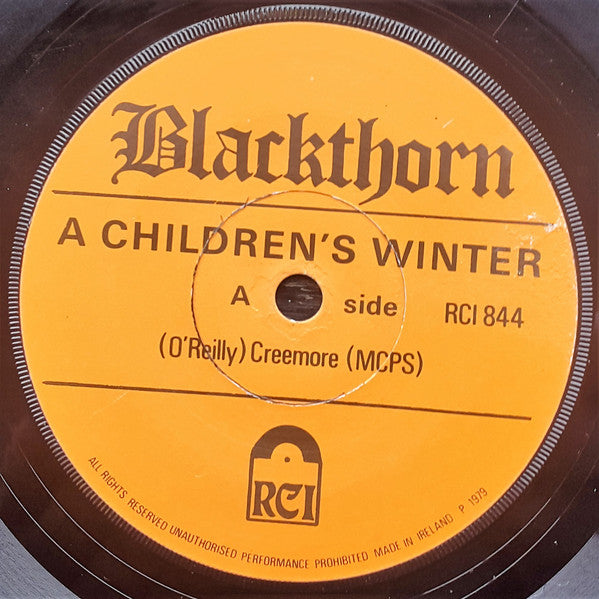 Blackthorn
A CHILDREN'S WINTER
A side RCI 844
(O'Reilly) Creemore (MCPS)
RCI
ALL RIGHTS RESERVED UNAUTHORISED PERFORMANCE PROHIBITED MADE IN IRELAND P 1979